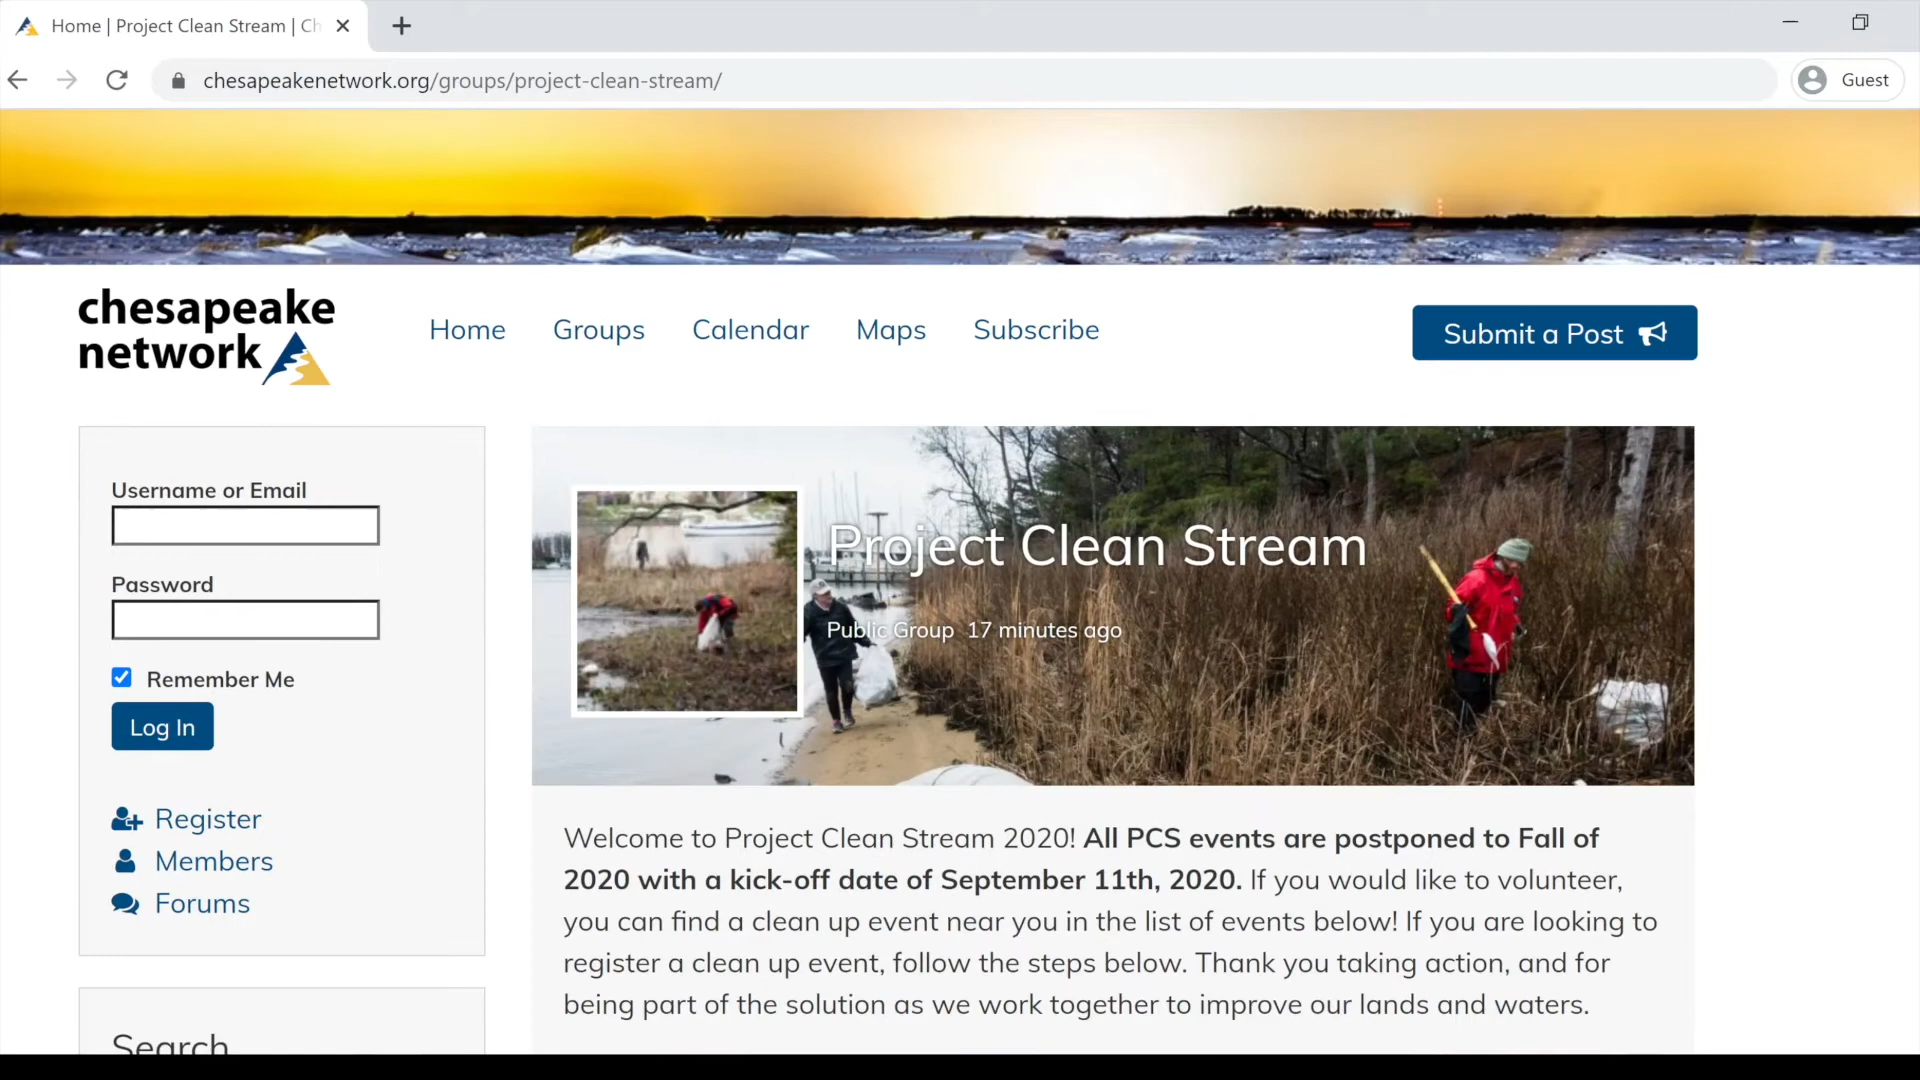 Home | Project Clean Stream | Ch
chesapeakenetwork.org/groups/project-clean-stream/
Guest
chesapeake
network
Home
Groups
Calendar
Maps
Subscribe
Submit a Post
Username or Email
Password
Remember Me
Log In
Register
Members
Forums
Search
Project Clean Stream
Public Group 17 minutes ago
Welcome to Project Clean Stream 2020! All PCS events are postponed to Fall of
2020 with a kick-off date of September 11th, 2020. If you would like to volunteer,
you can find a clean up event near you in the list of events below! If you are looking to
register a clean up event, follow the steps below. Thank you taking action, and for
being part of the solution as we work together to improve our lands and waters.